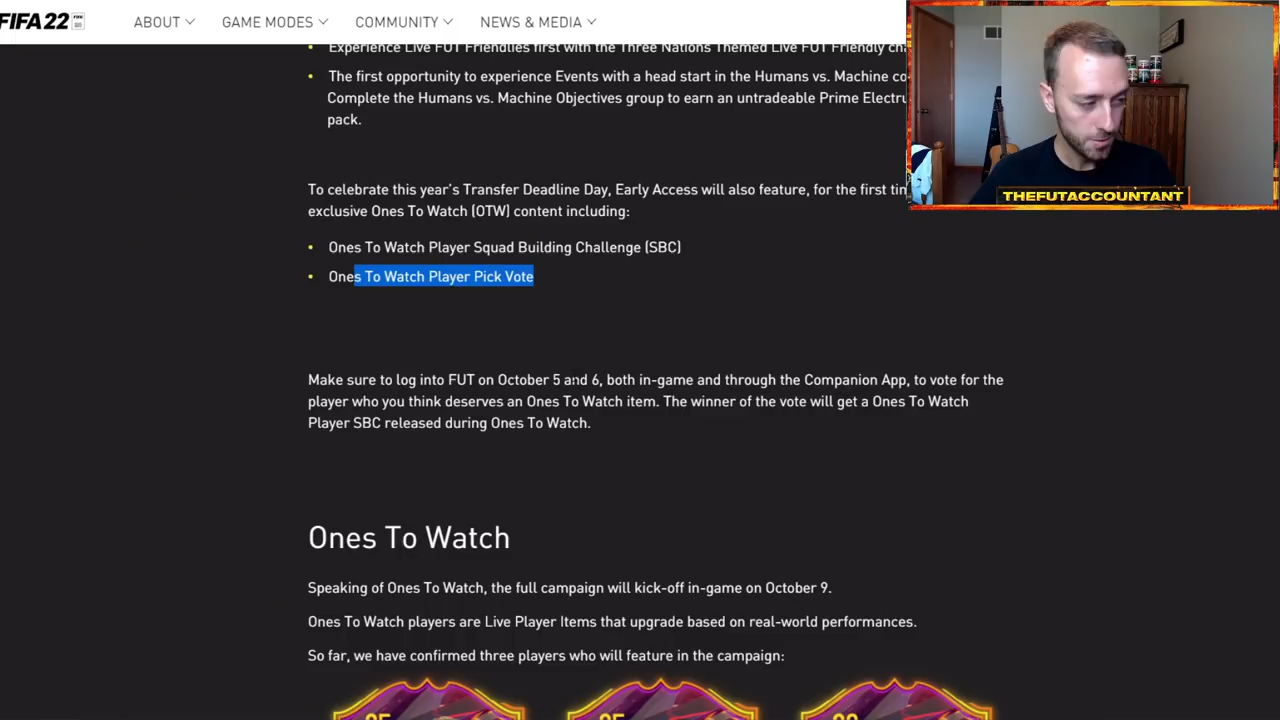 FIFA 22 ABOUT GAME MODES COMMUNITY NEWS & MEDIA
Experience Live FUT Friendlies first with the Three Nations Themed Live FUT Friendly
The first opportunity to experience Events with a head start in the Humans vs. Machine
Complete the Humans vs. Machine Objectives group to earn an untradeable Prime
pack.
To celebrate this year's Transfer Deadline Day, Early Access will also feature, for the first
exclusive Ones To Watch (OTW) content including:
THEFUTACCOUNTANT
Ones To Watch Player Squad Building Challenge (SBC)
Ones To Watch Player Pick Vote
Make sure to log into FUT on October 5 and 6, both in-game and through the Companion App, to vote for the
player who you think deserves an Ones To Watch item. The winner of the vote will get a Ones To Watch
Player SBC released during Ones To Watch.
Ones To Watch
Speaking of Ones To Watch, the full campaign will kick-off in-game on October 9.
Ones To Watch players are Live Player Items that upgrade based on real-world performances.
So far, we have confirmed three players who will feature in the campaign: